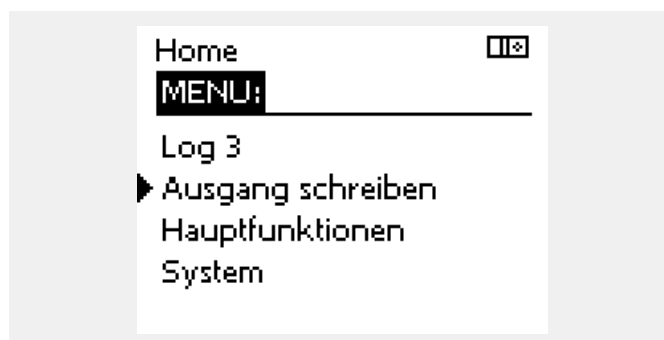 Home
MENU:
Log 3
Ausgang schreiben
Hauptfunktionen
System